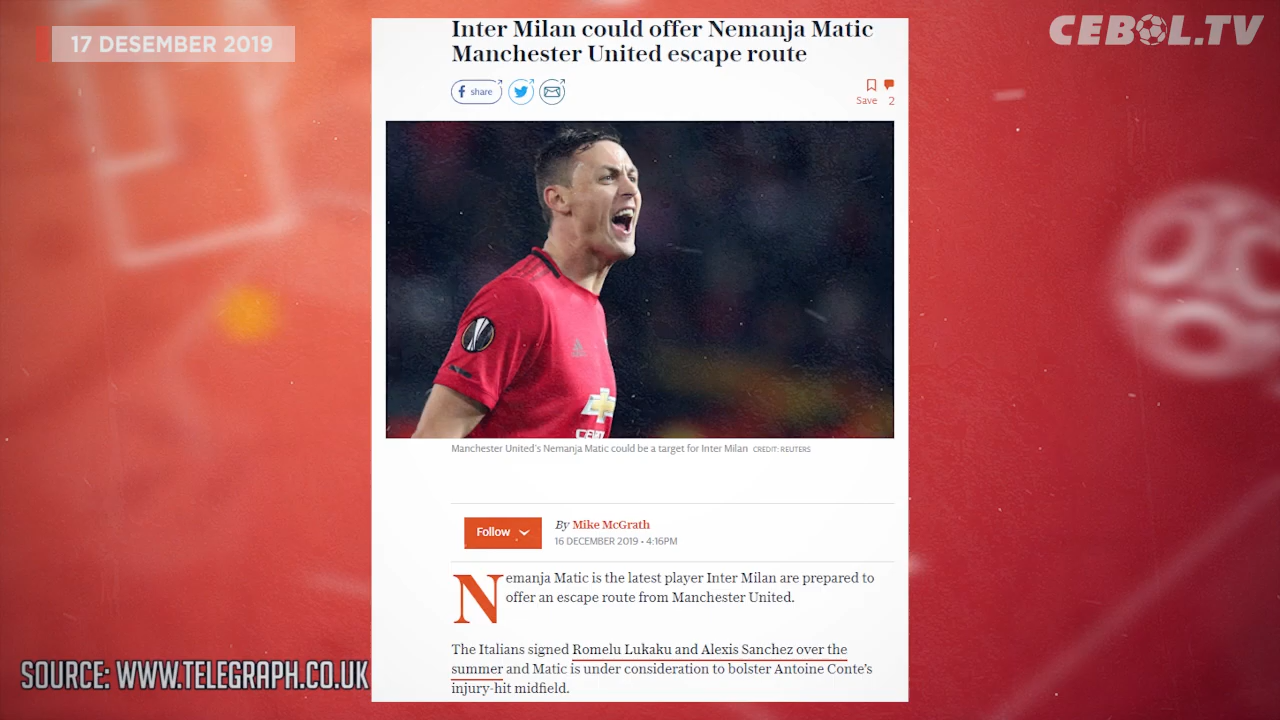 17 DESEMBER 2019
CEBOL.TV
Inter Milan could offer Nemanja Matic
Manchester United escape route
share
Save 2
Manchester United's Nemanja Matic could be a target for Inter Milan CREDIT: REUTERS
Follow
By Mike McGrath
16 DECEMBER 2019 • 4:16PM
Nemanja Matic is the latest player Inter Milan are prepared to
offer an escape route from Manchester United.
The Italians signed Romelu Lukaku and Alexis Sanchez over the
summer and Matic is under consideration to bolster Antoine Conte's
injury-hit midfield.
SOURCE: WWW.TELEGRAPH.CO.UK